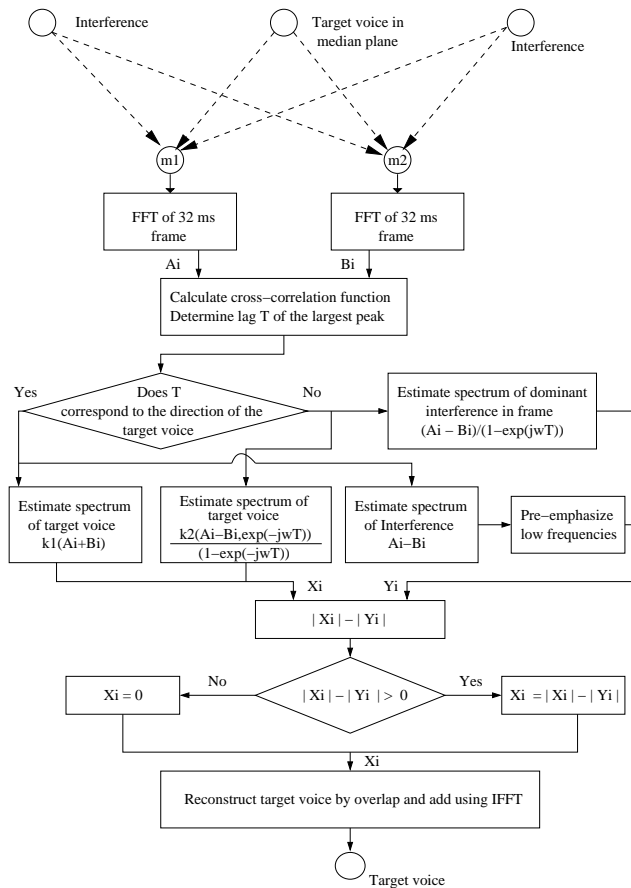 Interference
Target voice in
median plane
Interference
m1
m2
FFT of 32 ms
frame
FFT of 32 ms
frame
Ai
Bi
Calculate cross−correlation function
Determine lag T of the largest peak
Yes
Does T
correspond to the direction of the
target voice
No
Estimate spectrum of dominant
interference in frame
(Ai − Bi)/(1−exp(jwT))
Estimate spectrum
of target voice
k1(Ai+Bi)
Estimate spectrum of
target voice
k2(Ai−Bi,exp(−jwT))
(1−exp(−jwT))
Estimate spectrum
of Interference
Ai−Bi
Pre−emphasize
low frequencies
Xi
Yi
| Xi | − | Yi |
No
Yes
Xi = 0
| Xi | − | Yi | > 0
Xi = | Xi | − | Yi |
Xi
Reconstruct target voice by overlap and add using IFFT
Target voice